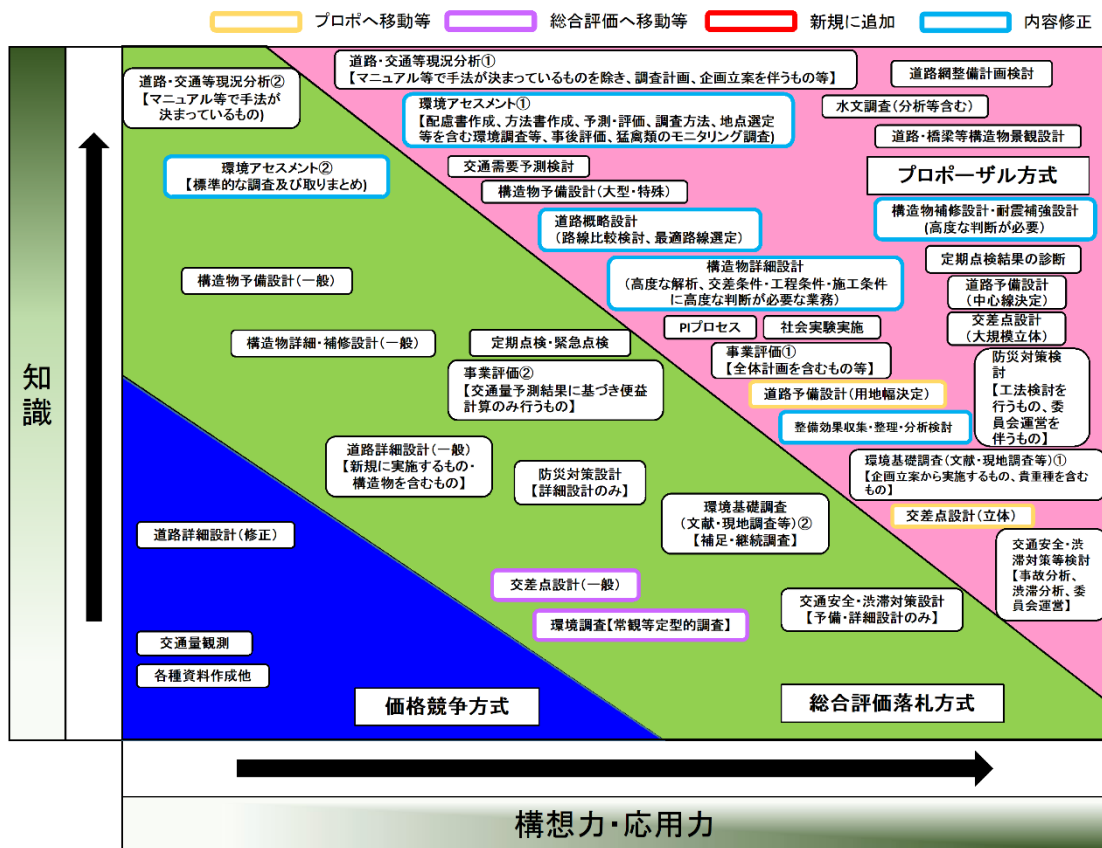 プロポへ移動等
総合評価へ移動等
新規に追加
内容修正
道路・交通等現況分析①
【マニュアル等で手法が決まっているものを除き、調査計画、企画立案を伴うもの等】
道路網整備計画検討
道路・交通等現況分析②
【マニュアル等で手法が
決まっているもの)
環境アセスメント①
【配慮書作成、方法書作成、予測・評価、調査方法、地点選定
等を含む環境調査等、事後評価、猛禽類のモニタリング調査)
水文調査(分析等含む)
道路・橋梁等構造物景観設計
環境アセスメント②
【標準的な調査及び取りまとめ)
交通需要予測検討
プロポーザル方式
構造物予備設計(大型・特殊)
構造物補修設計・耐震補強設計
(高度な判断が必要)
道路概略設計
(路線比較検討、最適路線選定)
定期点検結果の診断
構造物詳細設計
(高度な解析、交差条件・工程条件・施工条件
に高度な判断が必要な業務)
構造物予備設計(一般)
道路予備設計
(中心線決定)
PIプロセス
社会実験実施
交差点設計
(大規模立体)
構造物詳細・補修設計(一般)
定期点検・緊急点検
事業評価①
【全体計画を含むもの等】
防災対策検
討
【工法検討を
行うもの、委
員会運営を
伴うもの】
事業評価②
【交通量予測結果に基づき便益
計算のみ行うもの】
道路予備設計(用地幅決定)
整備効果収集・整理・分析検討
知識
道路詳細設計(一般)
【新規に実施するもの・
構造物を含むもの】
防災対策設計
【詳細設計のみ】
環境基礎調査(文献・現地調査等)①
【企画立案から実施するもの、貴重種を含む
もの】
環境基礎調査
(文献・現地調査等)②
【補足・継続調査】
交差点設計(立体)
道路詳細設計(修正)
交通安全・渋
滞対策等検討
【事故分析、
渋滞分析、委
員会運営】
交差点設計(一般)
交通安全・渋滞対策設計
【予備・詳細設計のみ】
環境調査【常観等定型的調査】
交通量観測
各種資料作成他
価格競争方式
総合評価落札方式
構想力・応用力